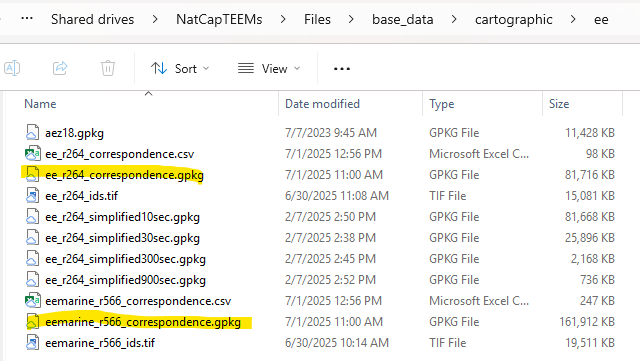 ··· Shared drives > NatCapTEEMs > Files > base_data > cartographic > ee
Sort View ···
Name Date modified Type Size
aez18.gpkg 7/7/2023 9:45 AM GPKG File 11,428 KB
ee_r264_correspondence.csv 7/1/2025 12:56 PM Microsoft Excel C... 98 KB
ee_r264_correspondence.gpkg 7/1/2025 11:00 AM GPKG File 81,716 KB
ee_r264_ids.tif 6/30/2025 11:08 AM TIF File 15,081 KB
ee_r264_simplified10sec.gpkg 2/7/2025 2:50 PM GPKG File 81,668 KB
ee_r264_simplified30sec.gpkg 2/7/2025 2:38 PM GPKG File 25,896 KB
ee_r264_simplified300sec.gpkg 2/7/2025 2:45 PM GPKG File 2,168 KB
ee_r264_simplified900sec.gpkg 2/7/2025 2:52 PM GPKG File 736 KB
eemarine_r566_correspondence.csv 7/1/2025 12:56 PM Microsoft Excel C... 247 KB
eemarine_r566_correspondence.gpkg 7/1/2025 11:00 AM GPKG File 161,912 KB
eemarine_r566_ids.tif 6/30/2025 10:14 AM TIF File 19,511 KB